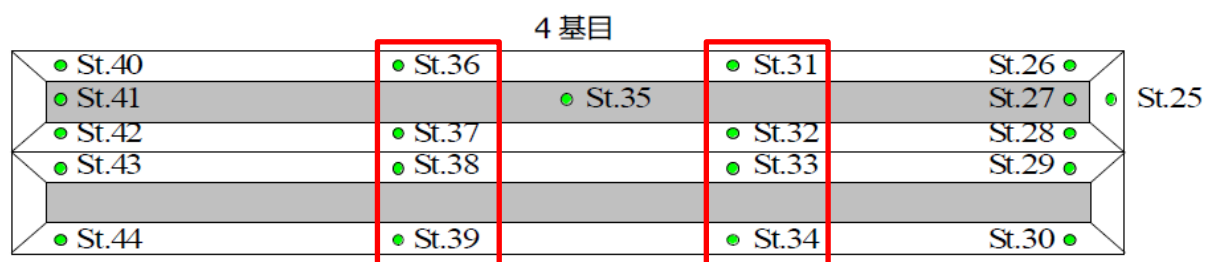 4 基目
St.40 St.36 St.31 St.26
St.41 St.35 St.27 St.25
St.42 St.37 St.32 St.28
St.43 St.38 St.33 St.29
St.44 St.39 St.34 St.30